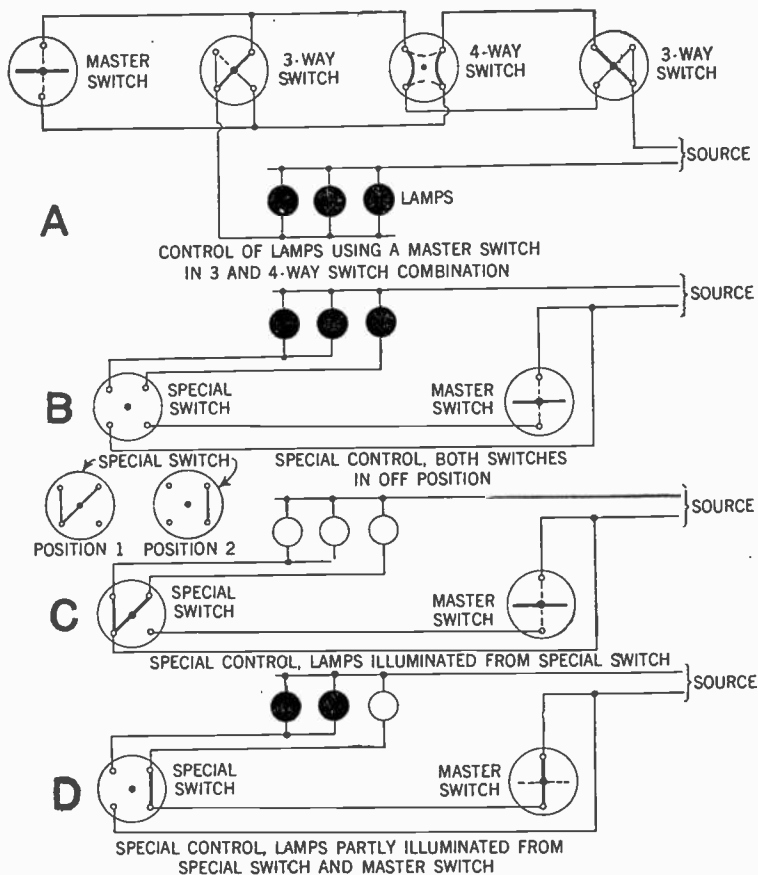 MASTER SWITCH
3-WAY SWITCH
4-WAY SWITCH
3-WAY SWITCH
SOURCE
LAMPS
A
CONTROL OF LAMPS USING A MASTER SWITCH
IN 3 AND 4-WAY SWITCH COMBINATION
SOURCE
B
SPECIAL SWITCH
MASTER SWITCH
SPECIAL CONTROL, BOTH SWITCHES
IN OFF POSITION
SPECIAL SWITCH
POSITION 1
POSITION 2
SOURCE
C
SPECIAL SWITCH
MASTER SWITCH
SPECIAL CONTROL, LAMPS ILLUMINATED FROM SPECIAL SWITCH
SOURCE
D
SPECIAL SWITCH
MASTER SWITCH
SPECIAL CONTROL, LAMPS PARTLY ILLUMINATED FROM
SPECIAL SWITCH AND MASTER SWITCH